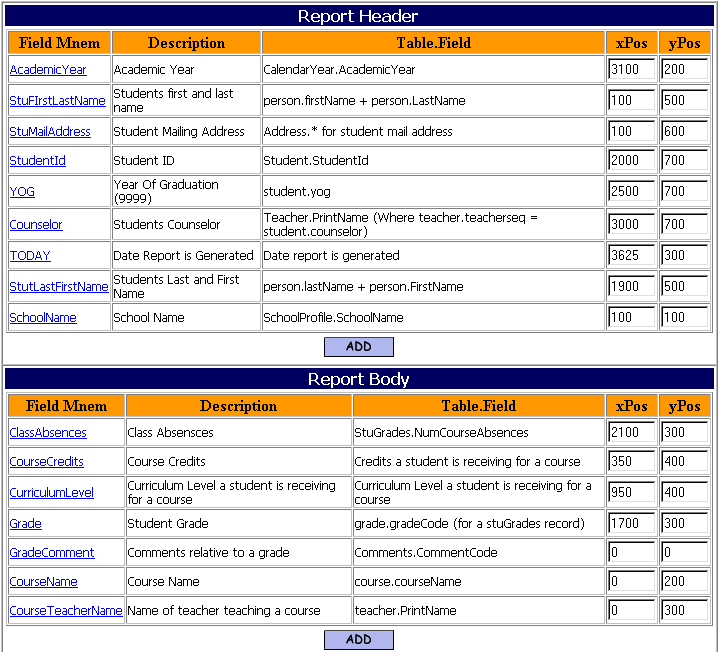 Report Header
Field Mnem Description Table.Field xPos yPos
AcademicYear Academic Year CalendarYear.AcademicYear 3100 200
StuFIrstLastName Students first and last name person.firstName + person.LastName 100 500
StuMailAddress Student Mailing Address Address.* for student mail address 100 600
StudentId Student ID Student.StudentId 2000 700
YOG Year Of Graduation (9999) student.yog 2500 700
Counselor Students Counselor Teacher.PrintName (Where teacher.teacherseq = student.counselor) 3000 700
TODAY Date Report is Generated Date report is generated 3625 300
StutLastFirstName Students Last and First Name person.lastName + person.FirstName 1900 500
SchoolName School Name SchoolProfile.SchoolName 100 100
ADD
Report Body
Field Mnem Description Table.Field xPos yPos
ClassAbsences Class Absensces StuGrades.NumCourseAbsences 2100 300
CourseCredits Course Credits Credits a student is receiving for a course 350 400
CurriculumLevel Curriculum Level a student is receiving for a course Curriculum Level a student is receiving for a course 950 400
Grade Student Grade grade.gradeCode (for a stuGrades record) 1700 300
GradeComment Comments relative to a grade Comments.CommentCode 0 0
CourseName Course Name course.courseName 0 200
CourseTeacherName Name of teacher teaching a course teacher.PrintName 0 300
ADD